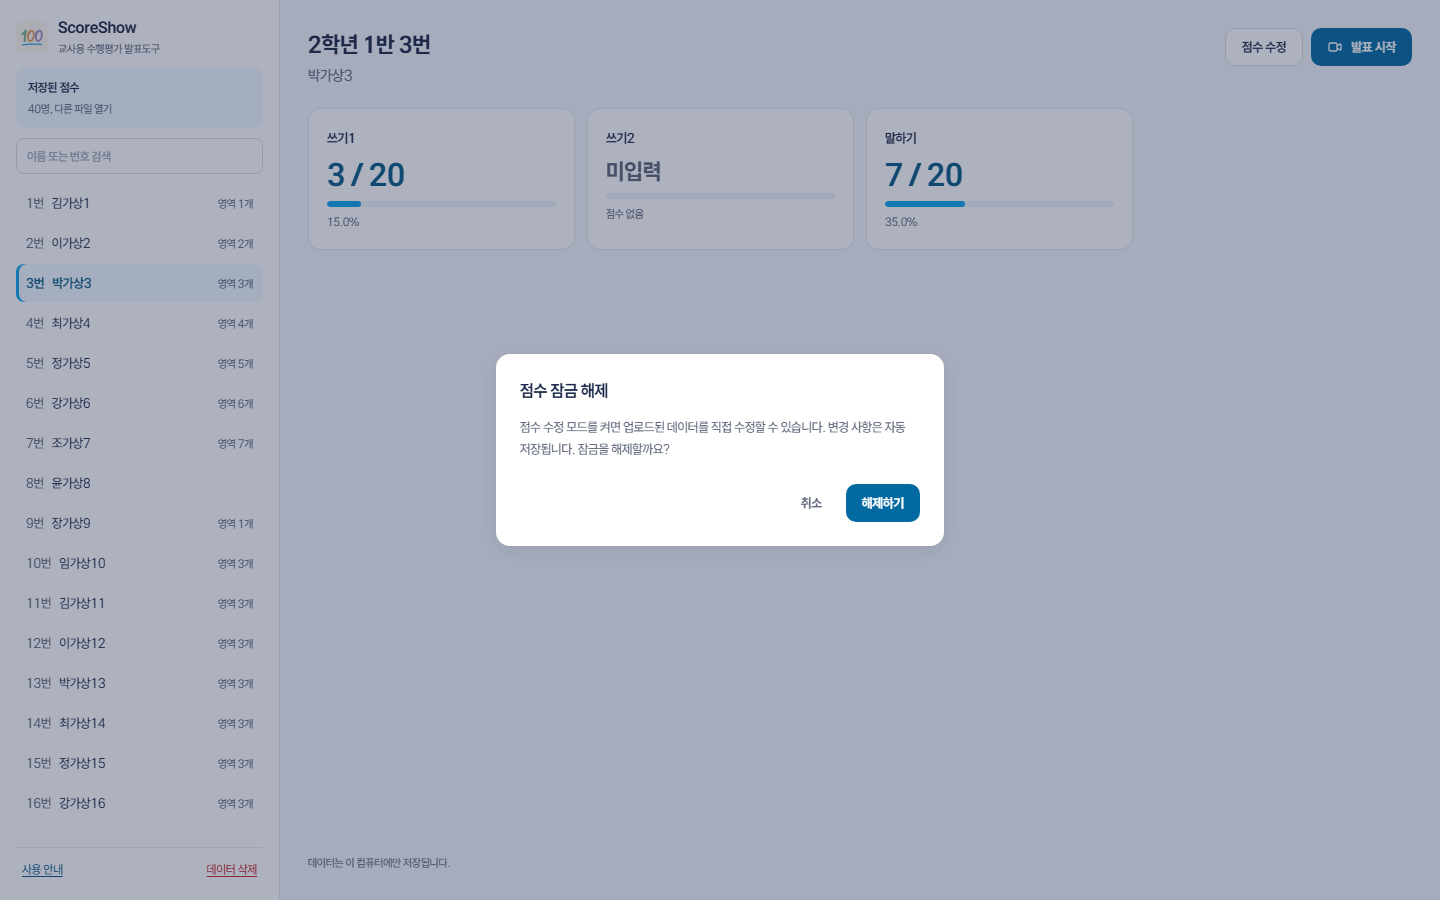 100
ScoreShow
교사용 수행평가 발표도구
저장된 점수
40명, 다른 파일 열기
이름 또는 번호 검색
1번 김가상1 영역 1개
2번 이가상2 영역 2개
3번 박가상3 영역 3개
4번 최가상4 영역 4개
5번 정가상5 영역 5개
6번 강가상6 영역 6개
7번 조가상7 영역 7개
8번 윤가상8
9번 장가상9 영역 1개
10번 임가상10 영역 3개
11번 김가상11 영역 3개
12번 이가상12 영역 3개
13번 박가상13 영역 3개
14번 최가상14 영역 3개
15번 정가상15 영역 3개
16번 강가상16 영역 3개
사용 안내
데이터 삭제
2학년 1반 3번
박가상3
점수 수정
발표 시작
쓰기1
3 / 20
15.0%
쓰기2
미입력
점수 없음
말하기
7 / 20
35.0%
점수 잠금 해제
점수 수정 모드를 켜면 업로드된 데이터를 직접 수정할 수 있습니다. 변경 사항은 자동
저장됩니다. 잠금을 해제할까요?
취소
해제하기
데이터는 이 컴퓨터에만 저장됩니다.